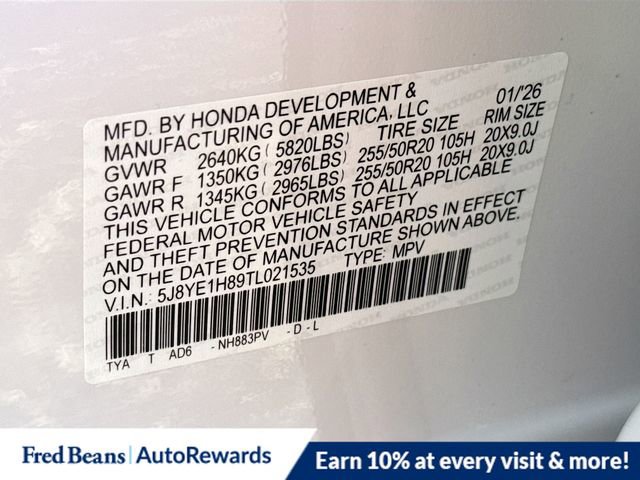 MFD. BY HONDA DEVELOPMENT & 01/'26
MANUFACTURING OF AMERICA, LLC
GVWR 2640KG ( 5820LBS) TIRE SIZE RIM SIZE
GAWR F 1350KG ( 2976LBS) 255/50R20 105H 20X9.0J
GAWR R 1345KG ( 2965LBS) 255/50R20 105H 20X9.0J
THIS VEHICLE CONFORMS TO ALL APPLICABLE
FEDERAL MOTOR VEHICLE SAFETY
AND THEFT PREVENTION STANDARDS IN EFFECT
ON THE DATE OF MANUFACTURE SHOWN ABOVE.
V.I.N.: 5J8YE1H89TL021535 TYPE: MPV
TYA T AD6 - NH883PV - D - L
Fred Beans | AutoRewards
Earn 10% at every visit & more!